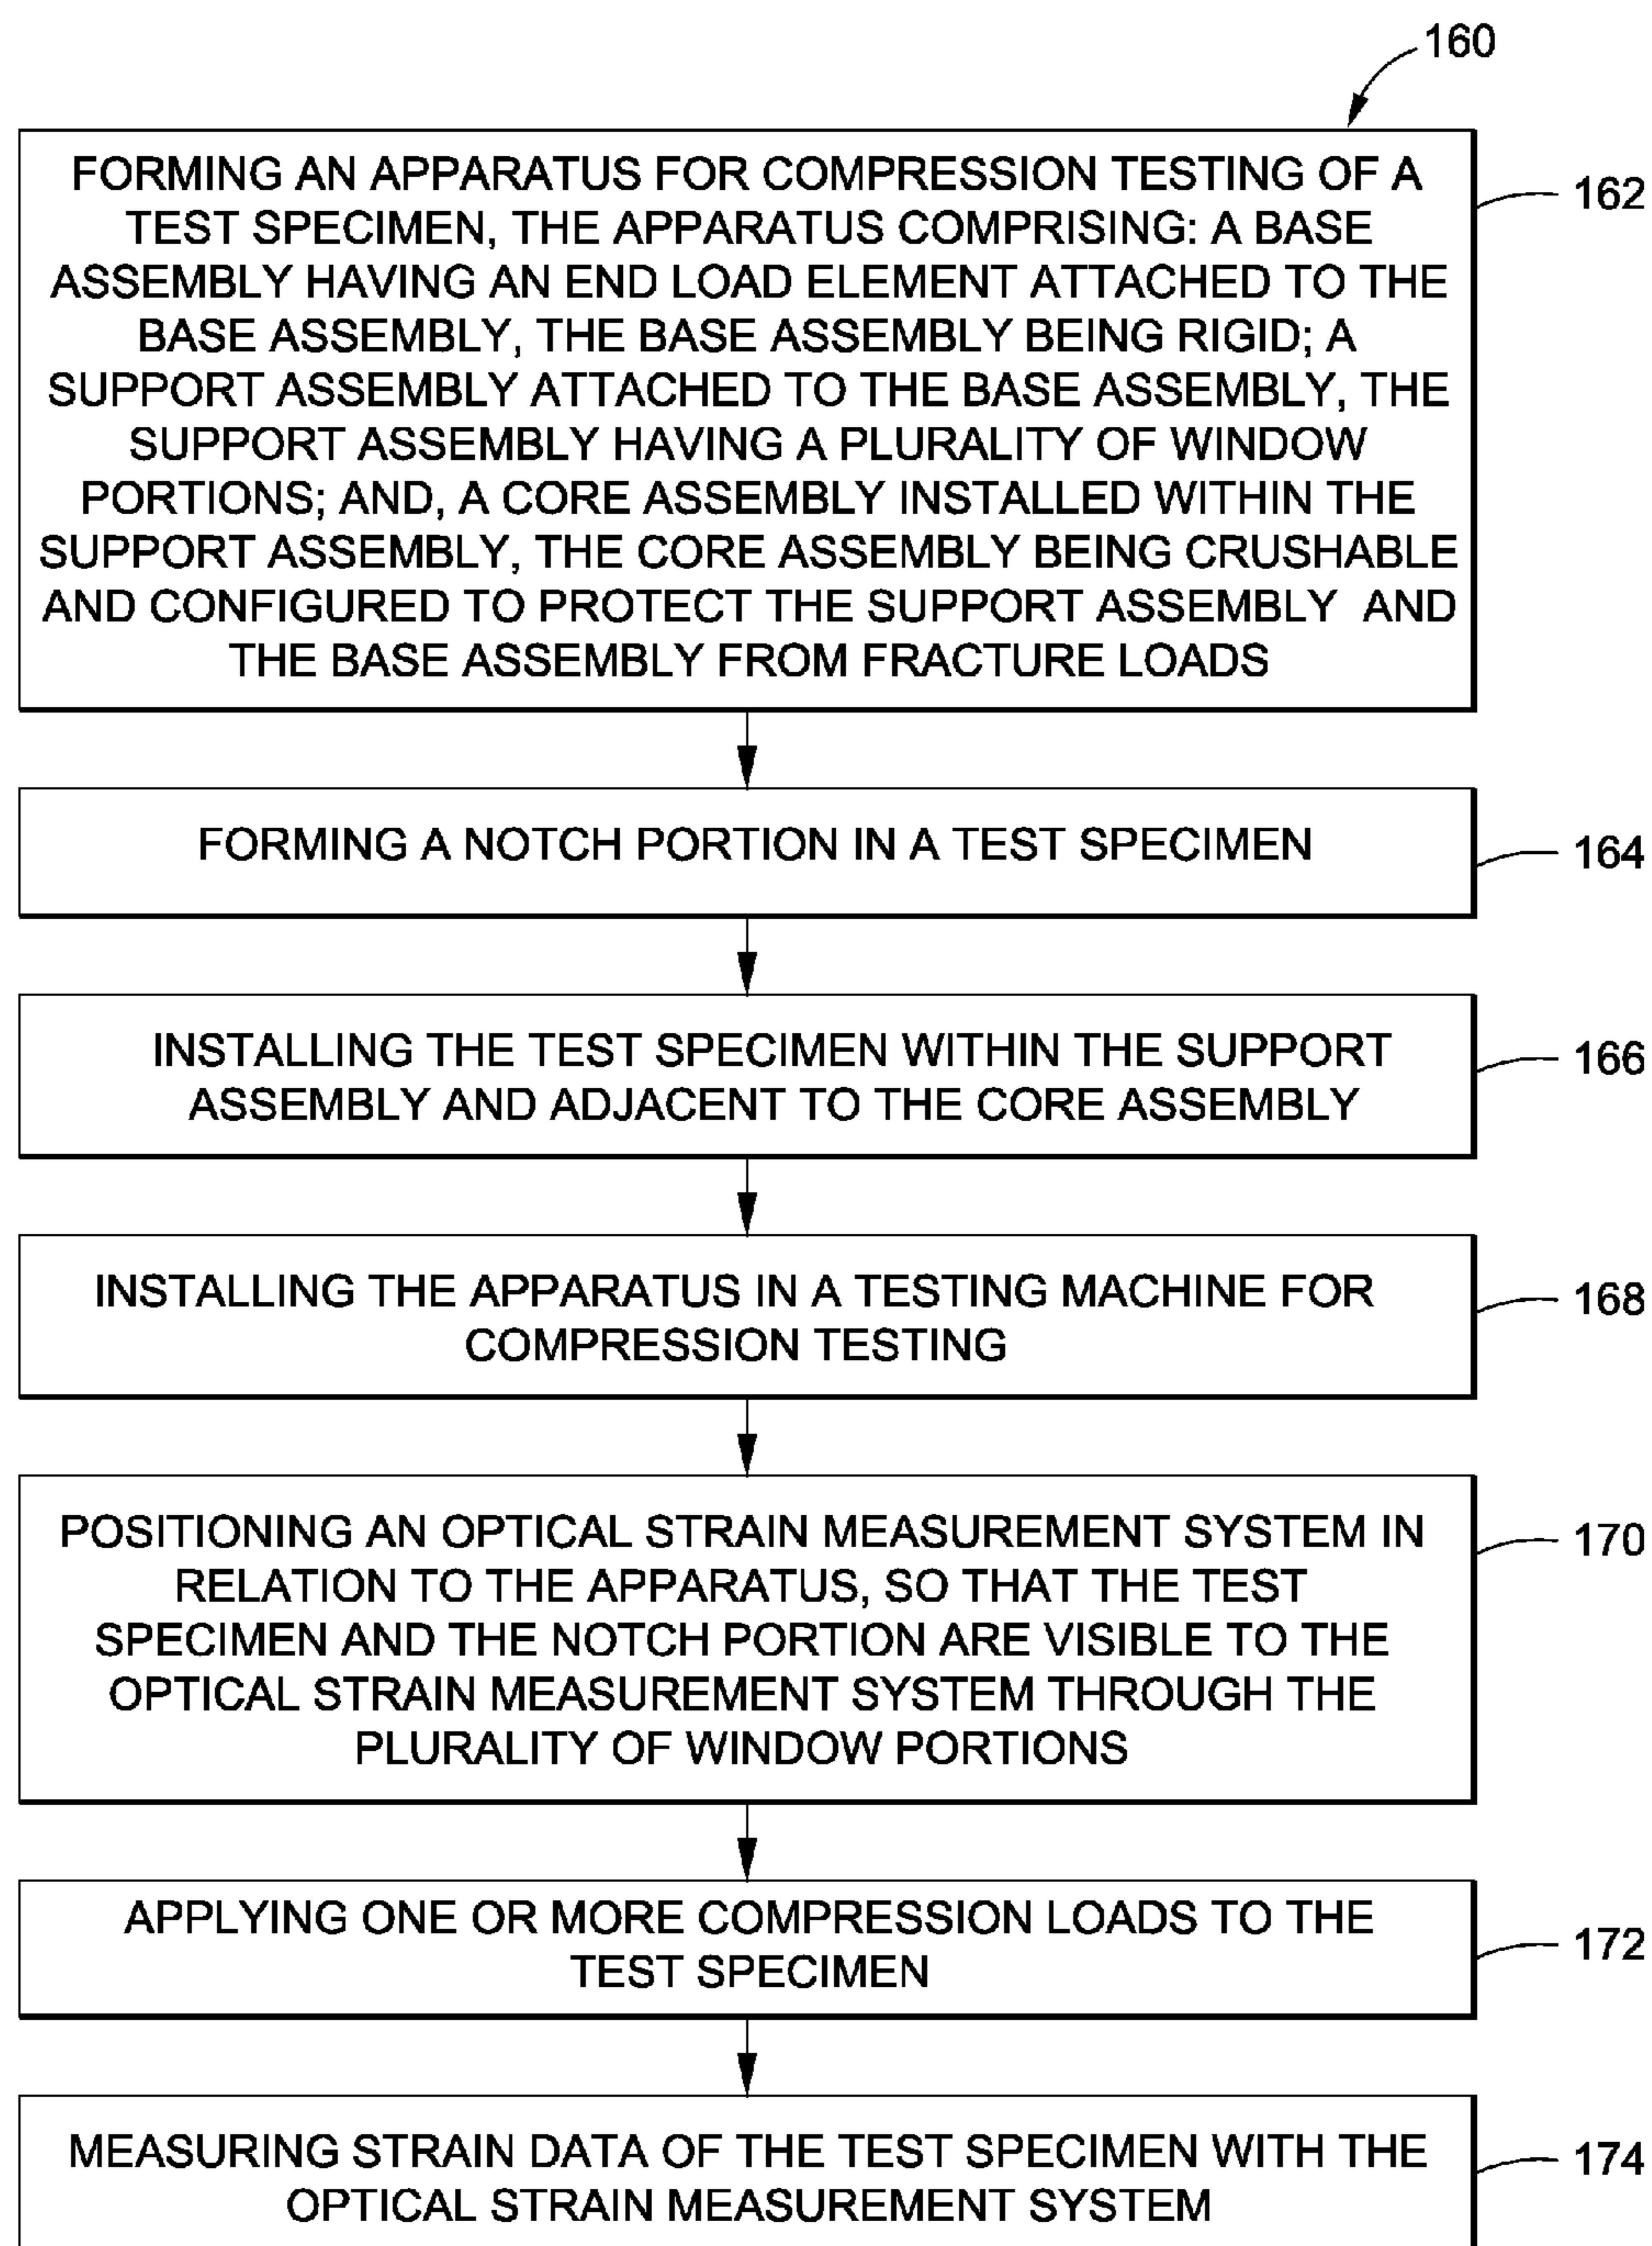 160
FORMING AN APPARATUS FOR COMPRESSION TESTING OF A
TEST SPECIMEN, THE APPARATUS COMPRISING: A BASE
ASSEMBLY HAVING AN END LOAD ELEMENT ATTACHED TO THE
BASE ASSEMBLY, THE BASE ASSEMBLY BEING RIGID; A
SUPPORT ASSEMBLY ATTACHED TO THE BASE ASSEMBLY, THE
SUPPORT ASSEMBLY HAVING A PLURALITY OF WINDOW
PORTIONS; AND, A CORE ASSEMBLY INSTALLED WITHIN THE
SUPPORT ASSEMBLY, THE CORE ASSEMBLY BEING CRUSHABLE
AND CONFIGURED TO PROTECT THE SUPPORT ASSEMBLY AND
THE BASE ASSEMBLY FROM FRACTURE LOADS
162
FORMING A NOTCH PORTION IN A TEST SPECIMEN
164
INSTALLING THE TEST SPECIMEN WITHIN THE SUPPORT
ASSEMBLY AND ADJACENT TO THE CORE ASSEMBLY
166
INSTALLING THE APPARATUS IN A TESTING MACHINE FOR
COMPRESSION TESTING
168
POSITIONING AN OPTICAL STRAIN MEASUREMENT SYSTEM IN
RELATION TO THE APPARATUS, SO THAT THE TEST
SPECIMEN AND THE NOTCH PORTION ARE VISIBLE TO THE
OPTICAL STRAIN MEASUREMENT SYSTEM THROUGH THE
PLURALITY OF WINDOW PORTIONS
170
APPLYING ONE OR MORE COMPRESSION LOADS TO THE
TEST SPECIMEN
172
MEASURING STRAIN DATA OF THE TEST SPECIMEN WITH THE
OPTICAL STRAIN MEASUREMENT SYSTEM
174